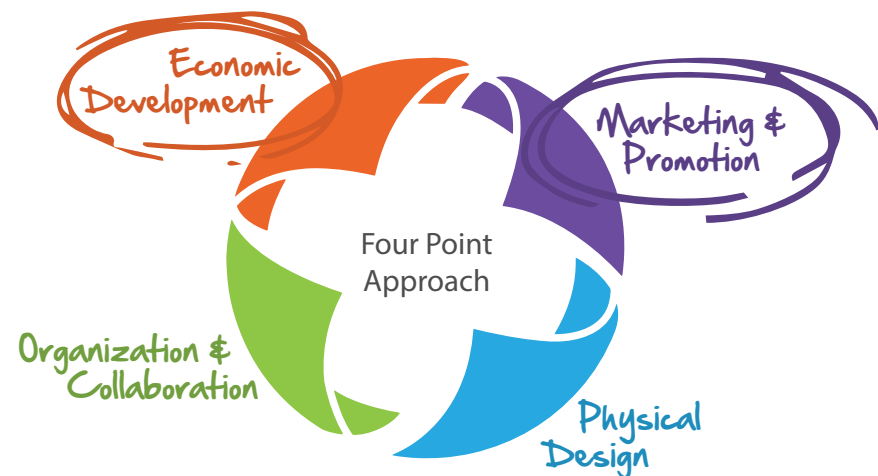 Economic
Development
Marketing &
Promotion
Four Point
Approach
Organization &
Collaboration
Physical
Design